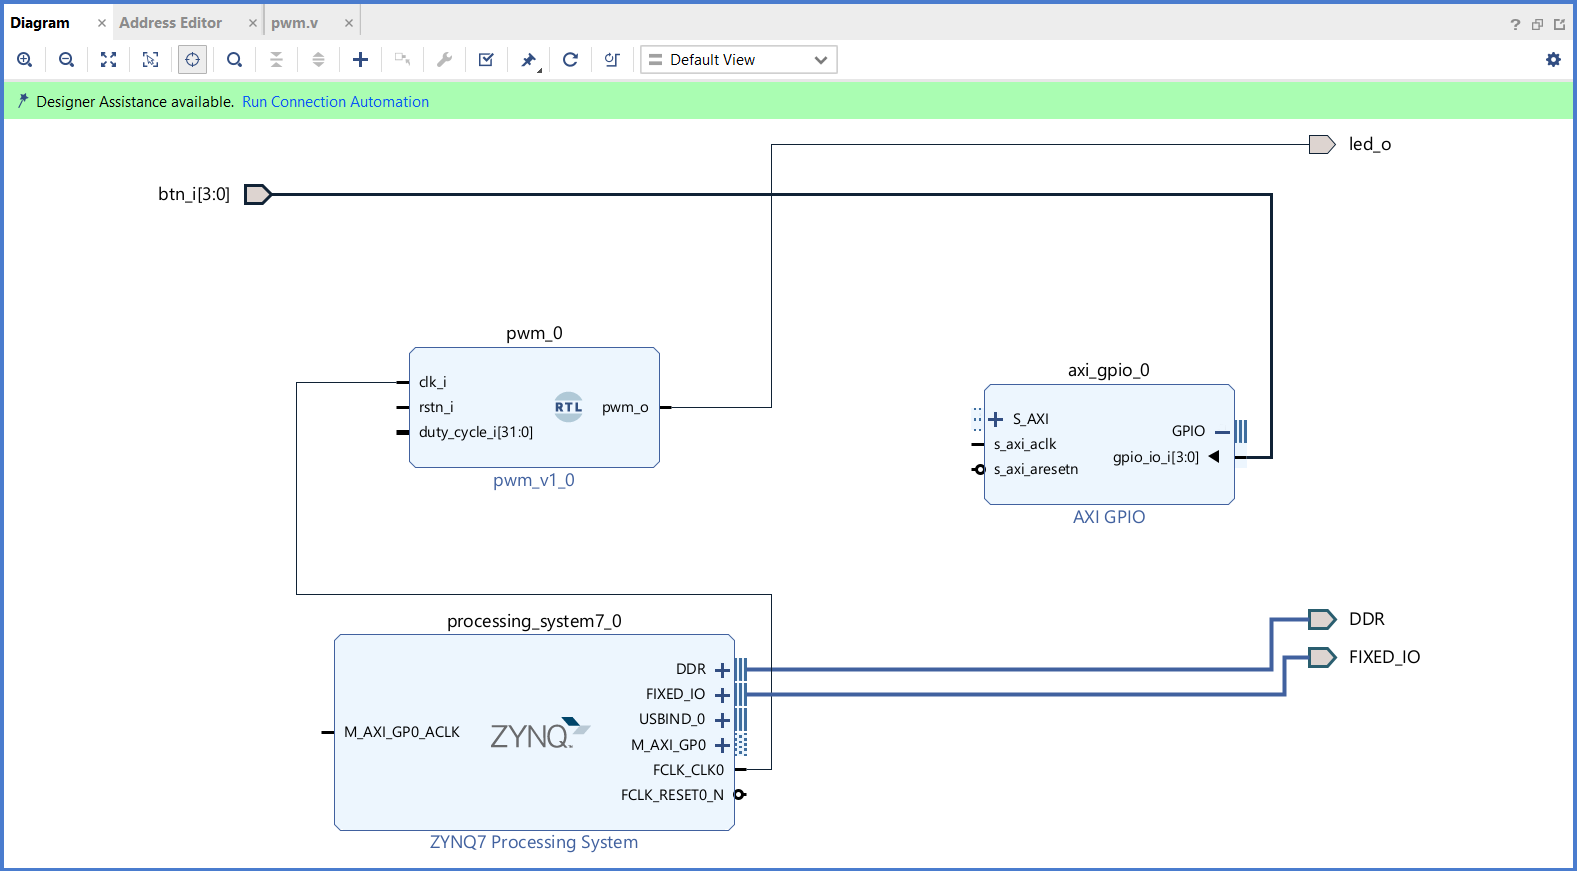 Diagram
Address Editor
pwm.v
Default View
Designer Assistance available. Run Connection Automation
led_o
btn_i[3:0]
pwm_0
clk_i
rstn_i
duty_cycle_i[31:0]
RTL
pwm_o
pwm_v1_0
axi_gpio_0
S_AXI
s_axi_aclk
s_axi_aresetn
GPIO
gpio_io_i[3:0]
AXI GPIO
processing_system7_0
M_AXI_GP0_ACLK
ZYNQ
DDR
FIXED_IO
USBIND_0
M_AXI_GP0
FCLK_CLK0
FCLK_RESET0_N
ZYNQ7 Processing System
DDR
FIXED_IO